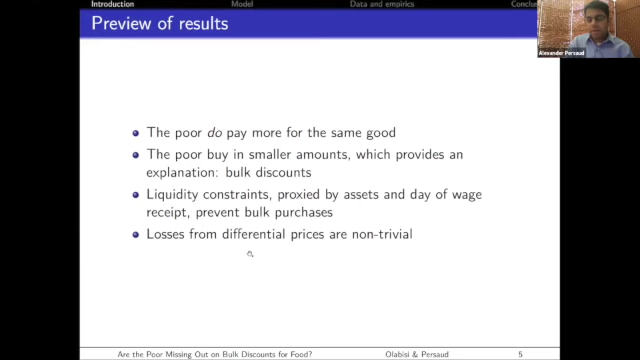 Introduction Model Data and empirics Conclu
Preview of results
Alexander Persaud
The poor do pay more for the same good
The poor buy in smaller amounts, which provides an
explanation: bulk discounts
Liquidity constraints, proxied by assets and day of wage
receipt, prevent bulk purchases
Losses from differential prices are non-trivial
Are the Poor Missing Out on Bulk Discounts for Food? Olabisi & Persaud 5